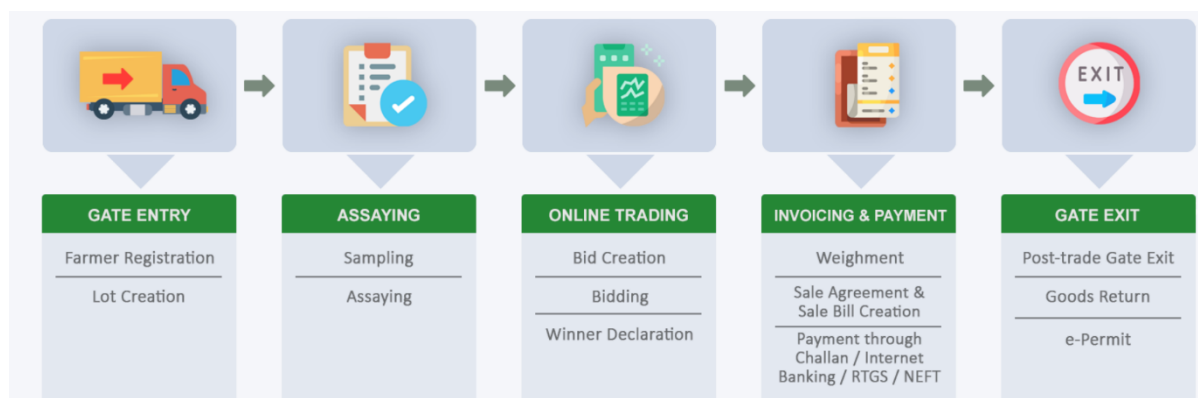 EXIT
GATE ENTRY
Farmer Registration
Lot Creation
ASSAYING
Sampling
Assaying
ONLINE TRADING
Bid Creation
Bidding
Winner Declaration
INVOICING & PAYMENT
Weighment
Sale Agreement &
Sale Bill Creation
Payment through
Challan / Internet
Banking / RTGS / NEFT
GATE EXIT
Post-trade Gate Exit
Goods Return
e-Permit